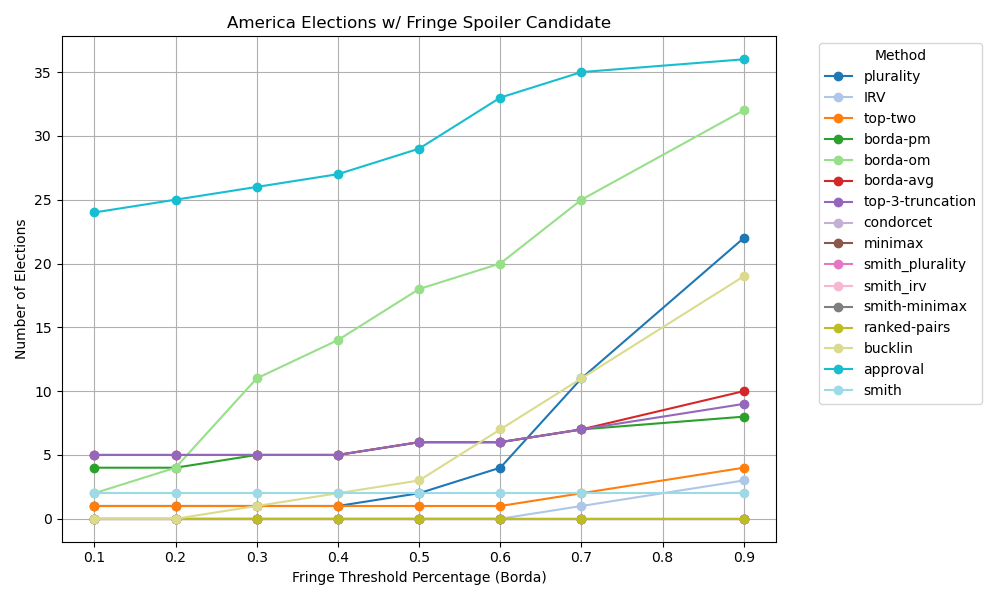 America Elections w/ Fringe Spoiler Candidate
Number of Elections
35
30
25
20
15
10
5
0
0.1 0.2 0.3 0.4 0.5 0.6 0.7 0.8 0.9
Fringe Threshold Percentage (Borda)
Method
plurality
IRV
top-two
borda-pm
borda-om
borda-avg
top-3-truncation
condorcet
minimax
smith_plurality
smith_irv
smith-minimax
ranked-pairs
bucklin
approval
smith